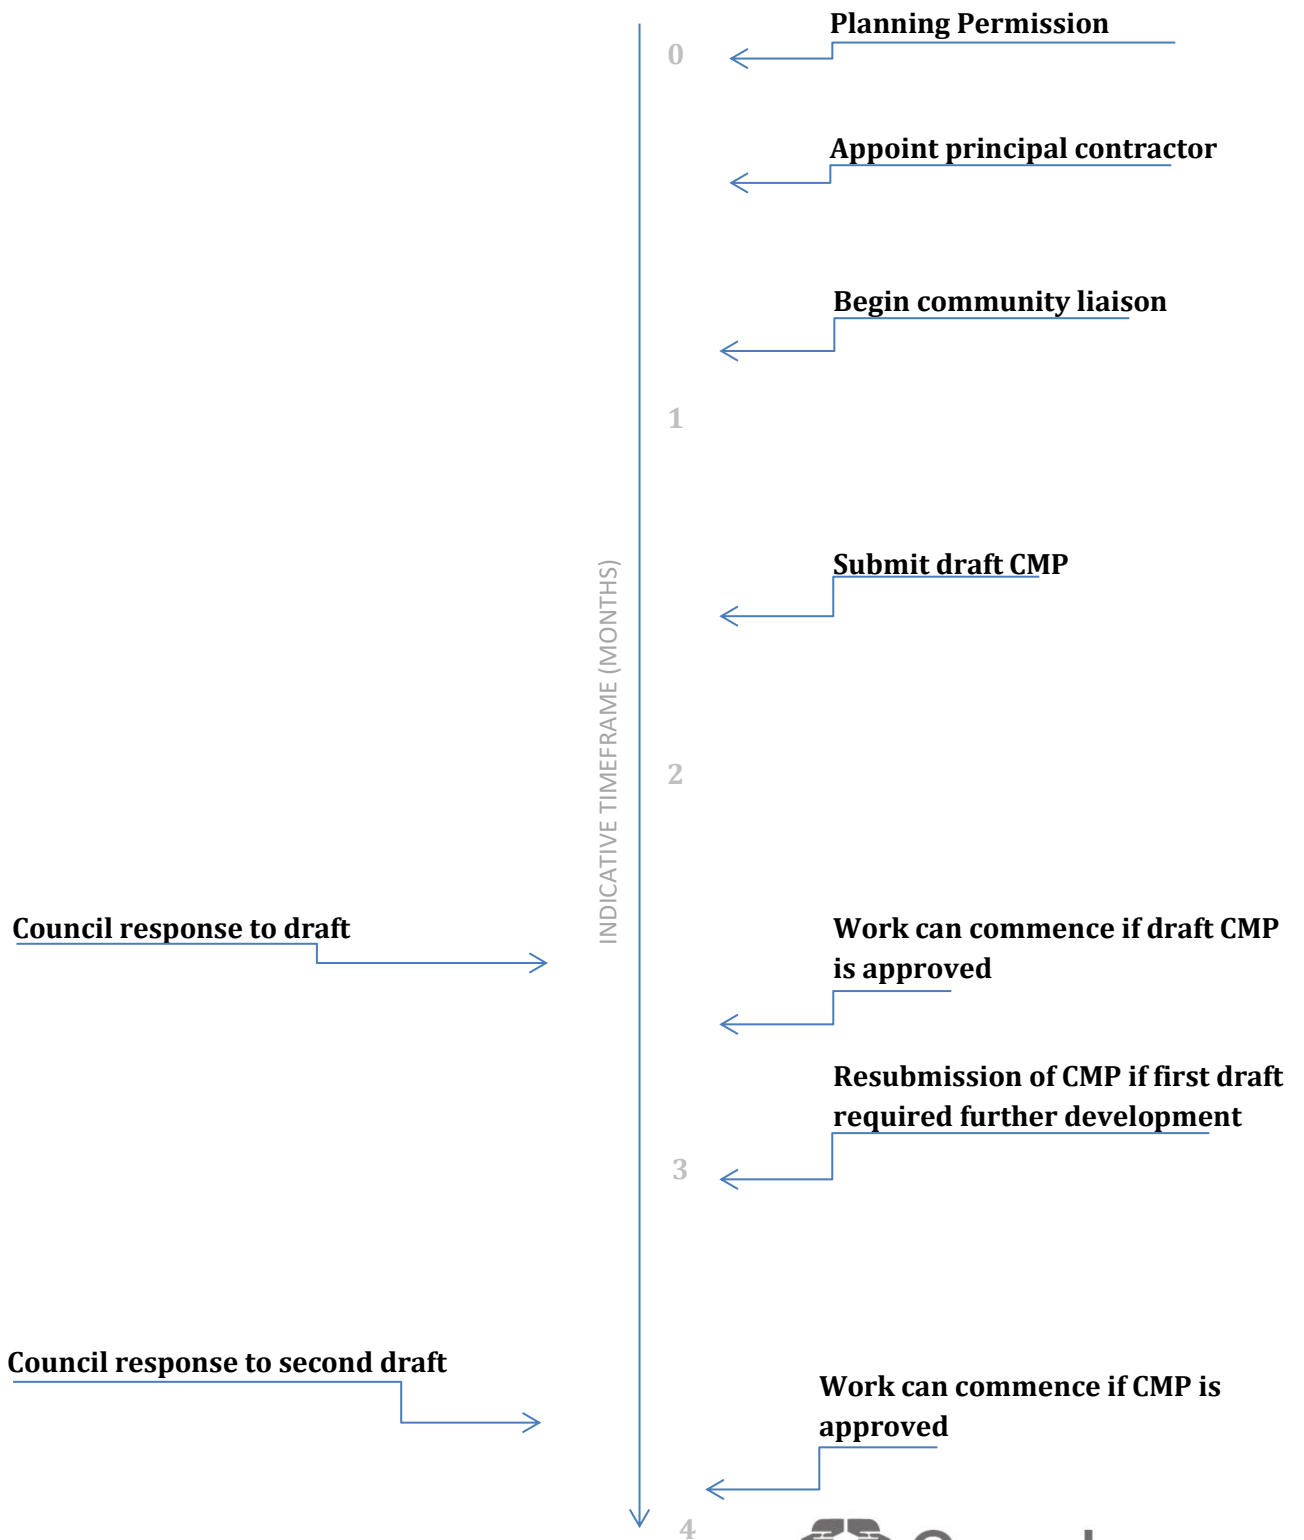 Planning Permission
0
Appoint principal contractor
Begin community liaison
1
Submit draft CMP
INDICATIVE TIMEFRAME (MONTHS)
2
Council response to draft
Work can commence if draft CMP
is approved
Resubmission of CMP if first draft
required further development
3
Council response to second draft
Work can commence if CMP is
approved
4